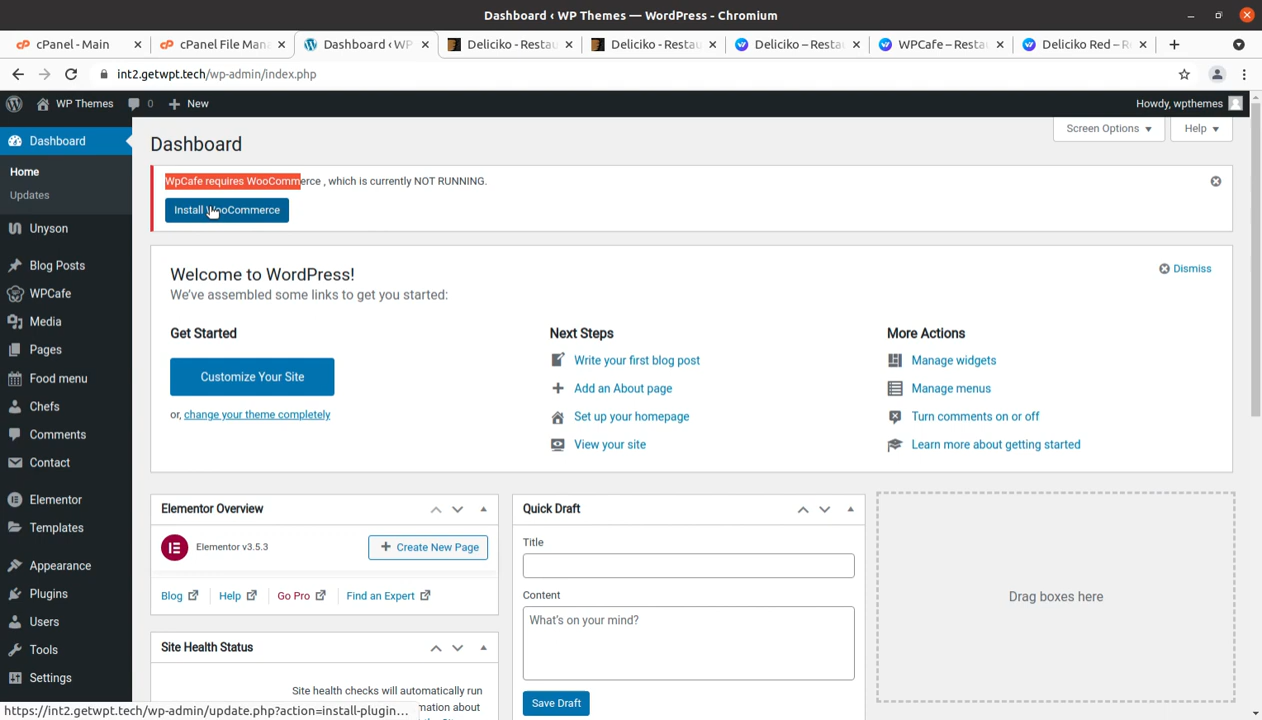 Dashboard ‹ WP Themes — WordPress - Chromium
cPanel - Main
cPanel File Man
Dashboard ‹ WP
Deliciko - Restau
Deliciko - Restau
Deliciko – Resta
WPCafe – Resta
Deliciko Red – R
int2.getwpt.tech/wp-admin/index.php
WP Themes
0
New
Howdy, wpthemes
Screen Options
Help
Dashboard
Home
Updates
Unyson
Blog Posts
WPCafe
Media
Pages
Food menu
Chefs
Comments
Contact
Elementor
Templates
Appearance
Plugins
Users
Tools
Settings
Dashboard
WpCafe requires WooCommerce , which is currently NOT RUNNING.
Install WooCommerce
Welcome to WordPress!
Dismiss
We've assembled some links to get you started:
Get Started
Customize Your Site
or, change your theme completely
Next Steps
Write your first blog post
Add an About page
Set up your homepage
View your site
More Actions
Manage widgets
Manage menus
Turn comments on or off
Learn more about getting started
Elementor Overview
Elementor v3.5.3
Create New Page
Blog
Help
Go Pro
Find an Expert
Site Health Status
Site health checks will automatically run
mation about
Quick Draft
Title
Content
What's on your mind?
Save Draft
Drag boxes here
https://int2.getwpt.tech/wp-admin/update.php?action=install-plugin...